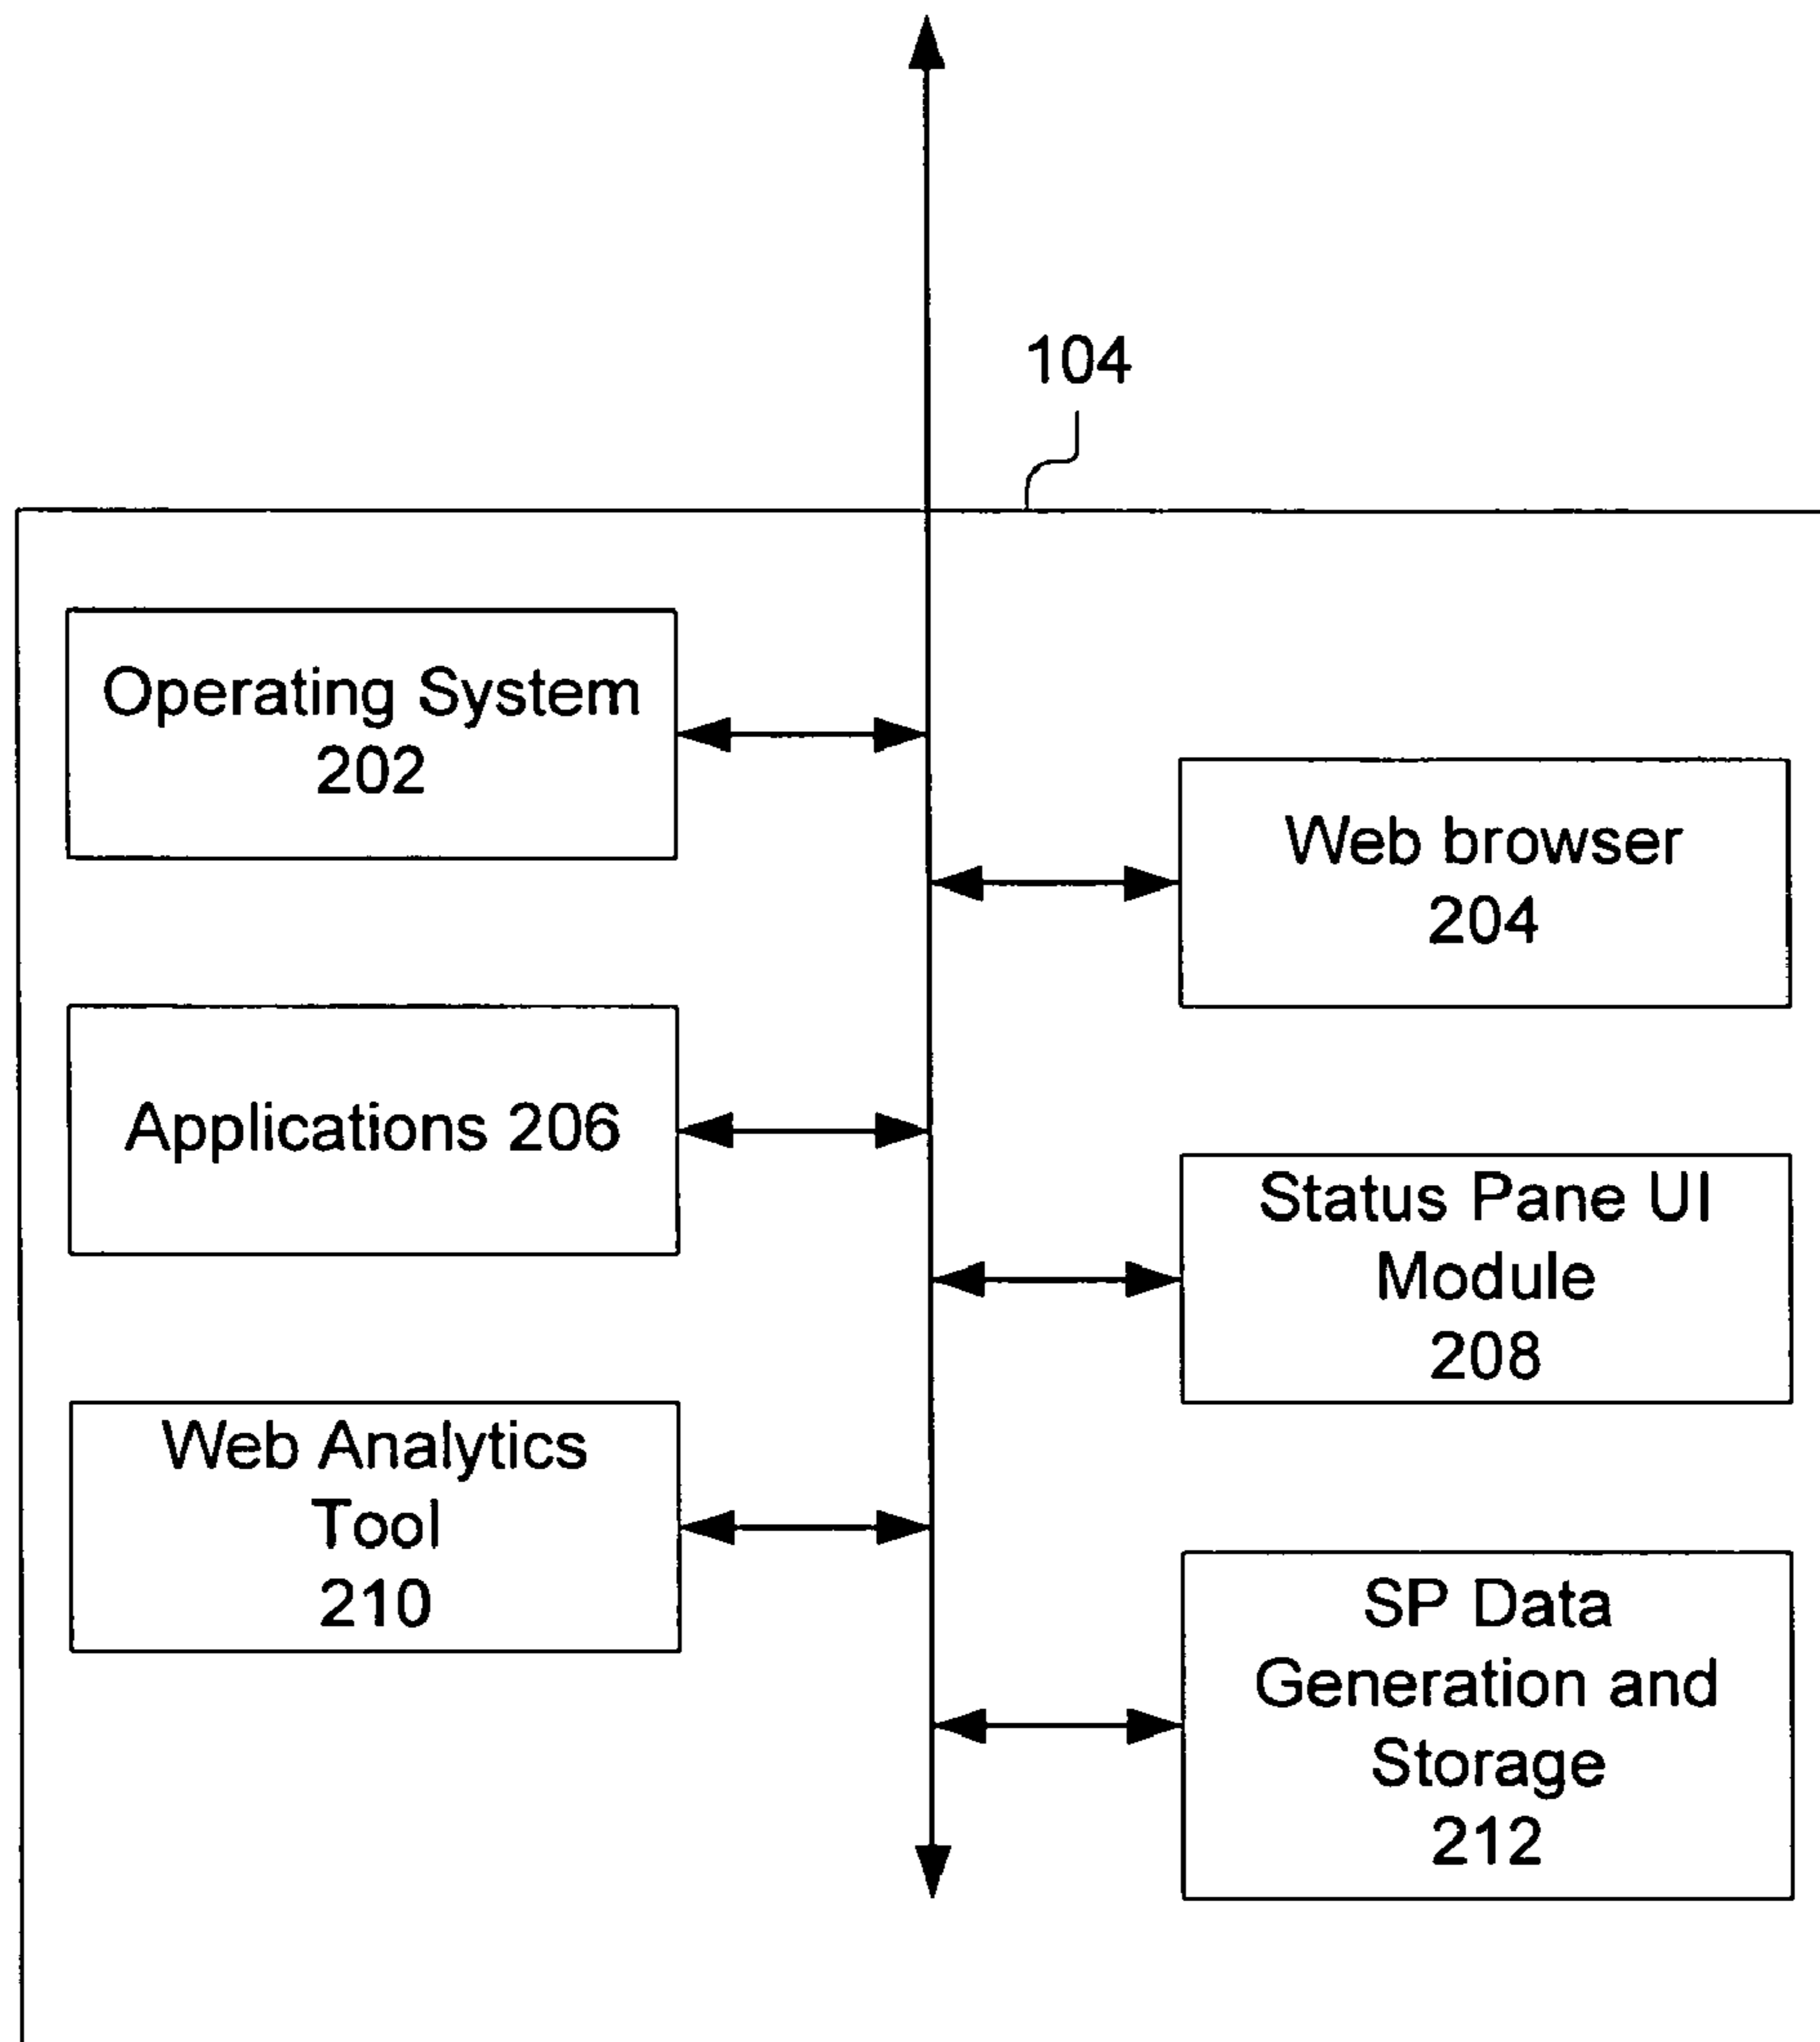 104
Operating System
202
Web browser
204
Applications 206
Status Pane UI
Module
208
Web Analytics
Tool
210
SP Data
Generation and
Storage
212